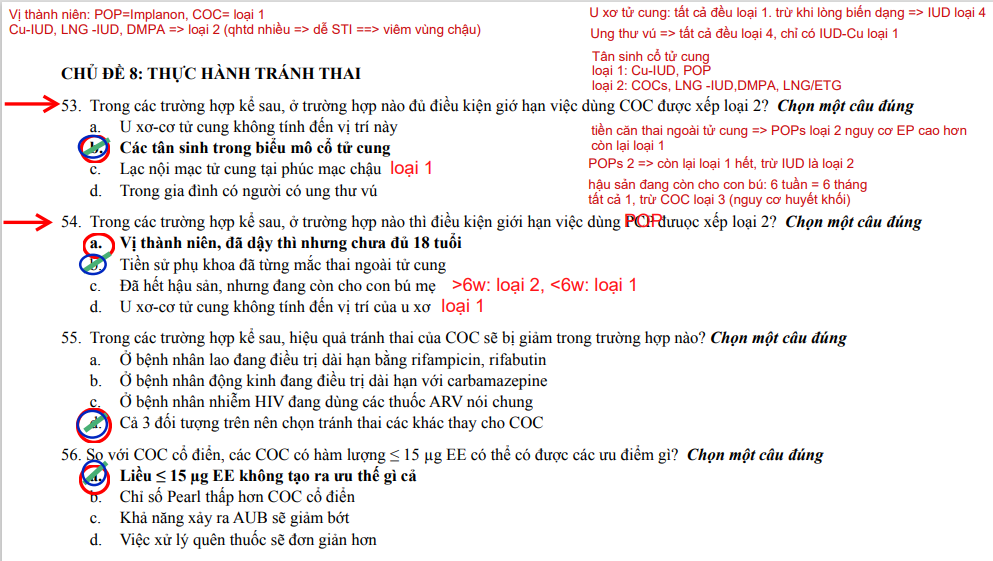 Vị thành niên: POP=Implanon, COC= loại 1
Cu-IUD, LNG -IUD, DMPA => loại 2 (qhtd nhiều => dễ STI ==> viêm vùng chậu)
U xơ tử cung: tất cả đều loại 1. trừ khi lòng biến dạng => IUD loại 4
Ung thư vú => tất cả đều loại 4, chỉ có IUD-Cu loại 1
Tân sinh cổ tử cung
loại 1: Cu-IUD, POP
loại 2: COCs, LNG -IUD,DMPA, LNG/ETG
CHỦ ĐỀ 8: THỰC HÀNH TRÁNH THAI
53. Trong các trường hợp kể sau, ở trường hợp nào đủ điều kiện giớ hạn việc dùng COC được xếp loại 2? Chọn một câu đúng
a. U xơ-cơ tử cung không tính đến vị trí này
b. Các tân sinh trong biểu mô cổ tử cung
c. Lạc nội mạc tử cung tại phúc mạc chậu loại 1
d. Trong gia đình có người có ung thư vú
tiền căn thai ngoài tử cung => POPs loại 2 nguy cơ EP cao hơn
còn lại loại 1
POPs 2 => còn lại loại 1 hết, trừ IUD là loại 2
hậu sản đang còn cho con bú: 6 tuần = 6 tháng
tất cả 1, trừ COC loại 3 (nguy cơ huyết khối)
54. Trong các trường hợp kể sau, ở trường hợp nào thì điều kiện giới hạn việc dùng POP đưuọc xếp loại 2? Chọn một câu đúng
a. Vị thành niên, đã dậy thì nhưng chưa đủ 18 tuổi
b. Tiền sử phụ khoa đã từng mắc thai ngoài tử cung
c. Đã hết hậu sản, nhưng đang còn cho con bú mẹ >6w: loại 2, <6w: loại 1
d. U xơ-cơ tử cung không tính đến vị trí của u xơ loại 1
55. Trong các trường hợp kể sau, hiệu quả tránh thai của COC sẽ bị giảm trong trường hợp nào? Chọn một câu đúng
a. Ở bệnh nhân lao đang điều trị dài hạn bằng rifampicin, rifabutin
b. Ở bệnh nhân động kinh đang điều trị dài hạn với carbamazepine
c. Ở bệnh nhân nhiễm HIV đang dùng các thuốc ARV nói chung
d. Cả 3 đối tượng trên nên chọn tránh thai các khác thay cho COC
56. So với COC cổ điển, các COC có hàm lượng ≤ 15 μg EE có thể có được các ưu điểm gì? Chọn một câu đúng
a. Liều ≤ 15 μg EE không tạo ra ưu thế gì cả
b. Chỉ số Pearl thấp hơn COC cổ điển
c. Khả năng xảy ra AUB sẽ giảm bớt
d. Việc xử lý quên thuốc sẽ đơn giản hơn